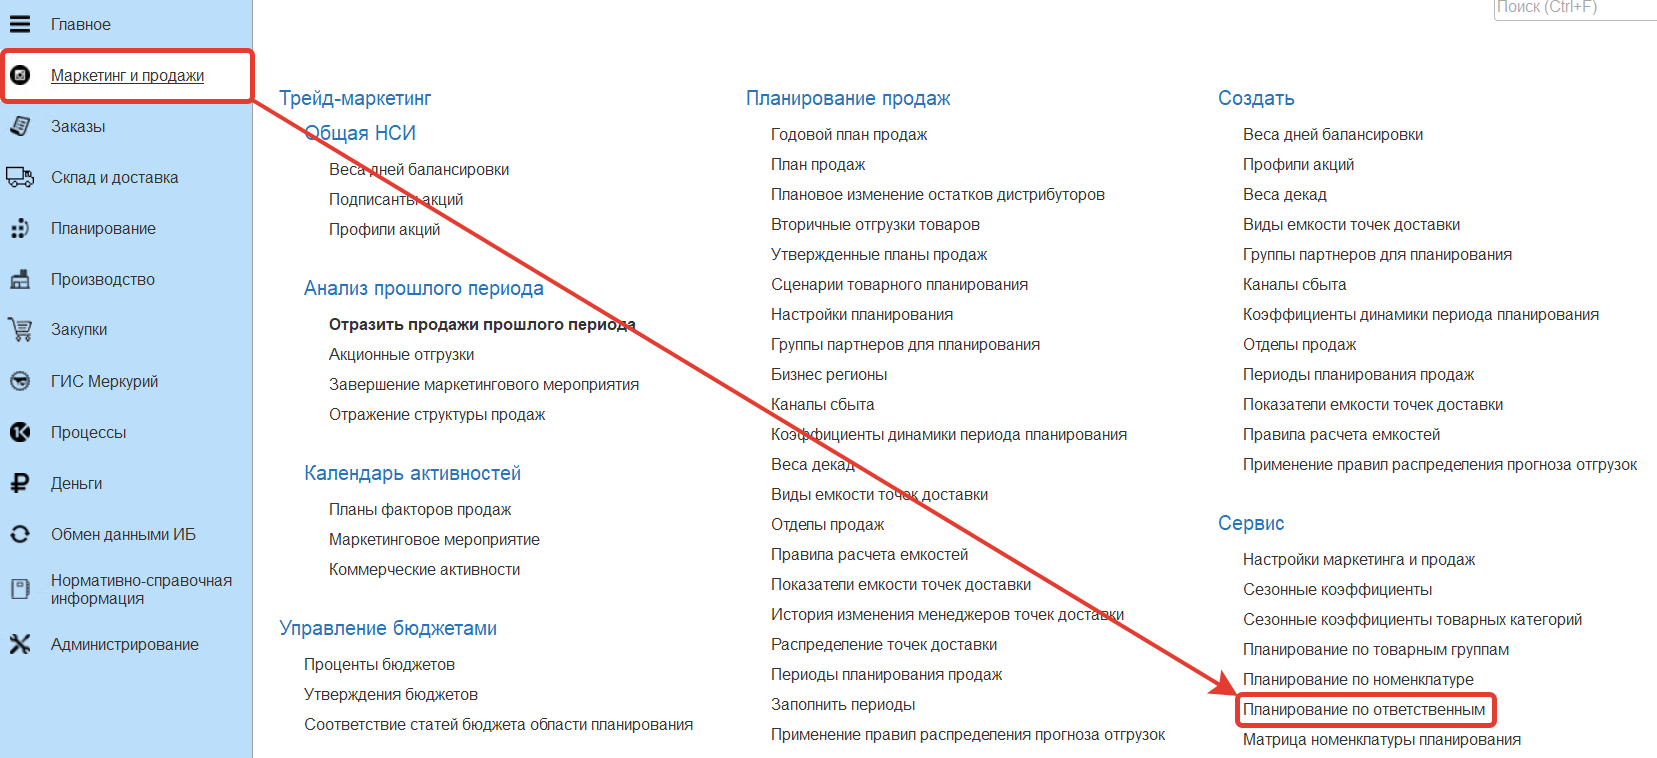 Поиск (Ctrl+F)
Главное
Маркетинг и продажи
Заказы
Склад и доставка
Планирование
Производство
Закупки
ГИС Меркурий
Процессы
Деньги
Обмен данными ИБ
Нормативно-справочная
информация
Администрирование
Трейд-маркетинг
Общая НСИ
Веса дней балансировки
Подписанты акций
Профили акций
Анализ прошлого периода
Отразить продажи прошлого периода
Акционные отгрузки
Завершение маркетингового мероприятия
Отражение структуры продаж
Календарь активностей
Планы факторов продаж
Маркетинговое мероприятие
Коммерческие активности
Управление бюджетами
Проценты бюджетов
Утверждения бюджетов
Соответствие статей бюджета области планирования
Планирование продаж
Годовой план продаж
План продаж
Плановое изменение остатков дистрибуторов
Вторичные отгрузки товаров
Утвержденные планы продаж
Сценарии товарного планирования
Настройки планирования
Группы партнеров для планирования
Бизнес регионы
Каналы сбыта
Коэффициенты динамики периода планирования
Веса декад
Виды емкости точек доставки
Отделы продаж
Правила расчета емкостей
Показатели емкости точек доставки
История изменения менеджеров точек доставки
Распределение точек доставки
Периоды планирования продаж
Заполнить периоды
Применение правил распределения прогноза отгрузок
Создать
Веса дней балансировки
Профили акций
Веса декад
Виды емкости точек доставки
Группы партнеров для планирования
Каналы сбыта
Коэффициенты динамики периода планирования
Отделы продаж
Периоды планирования продаж
Показатели емкости точек доставки
Правила расчета емкостей
Применение правил распределения прогноза отгрузок
Сервис
Настройки маркетинга и продаж
Сезонные коэффициенты
Сезонные коэффициенты товарных категорий
Планирование по товарным группам
Планирование по номенклатуре
Планирование по ответственным
Матрица номенклатуры планирования